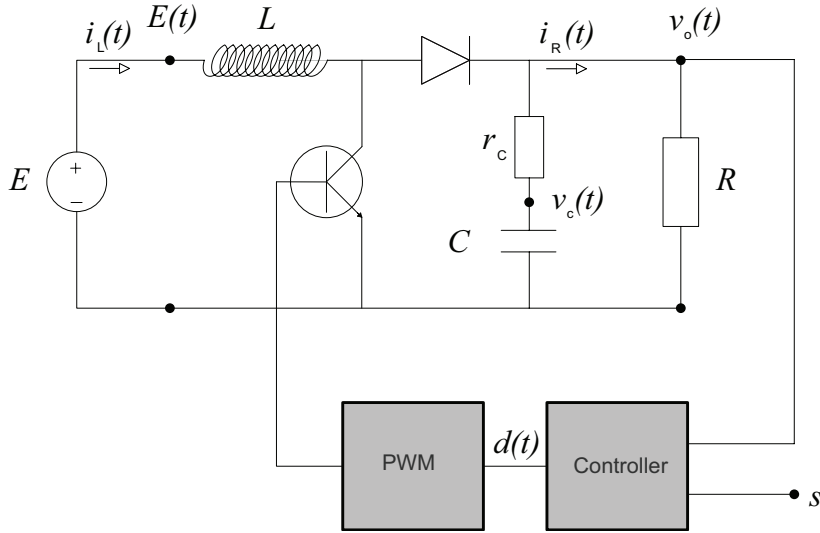 i_L(t) E(t) L i_R(t) v_o(t)
E + − r_C v_c(t) C R
PWM d(t) Controller s